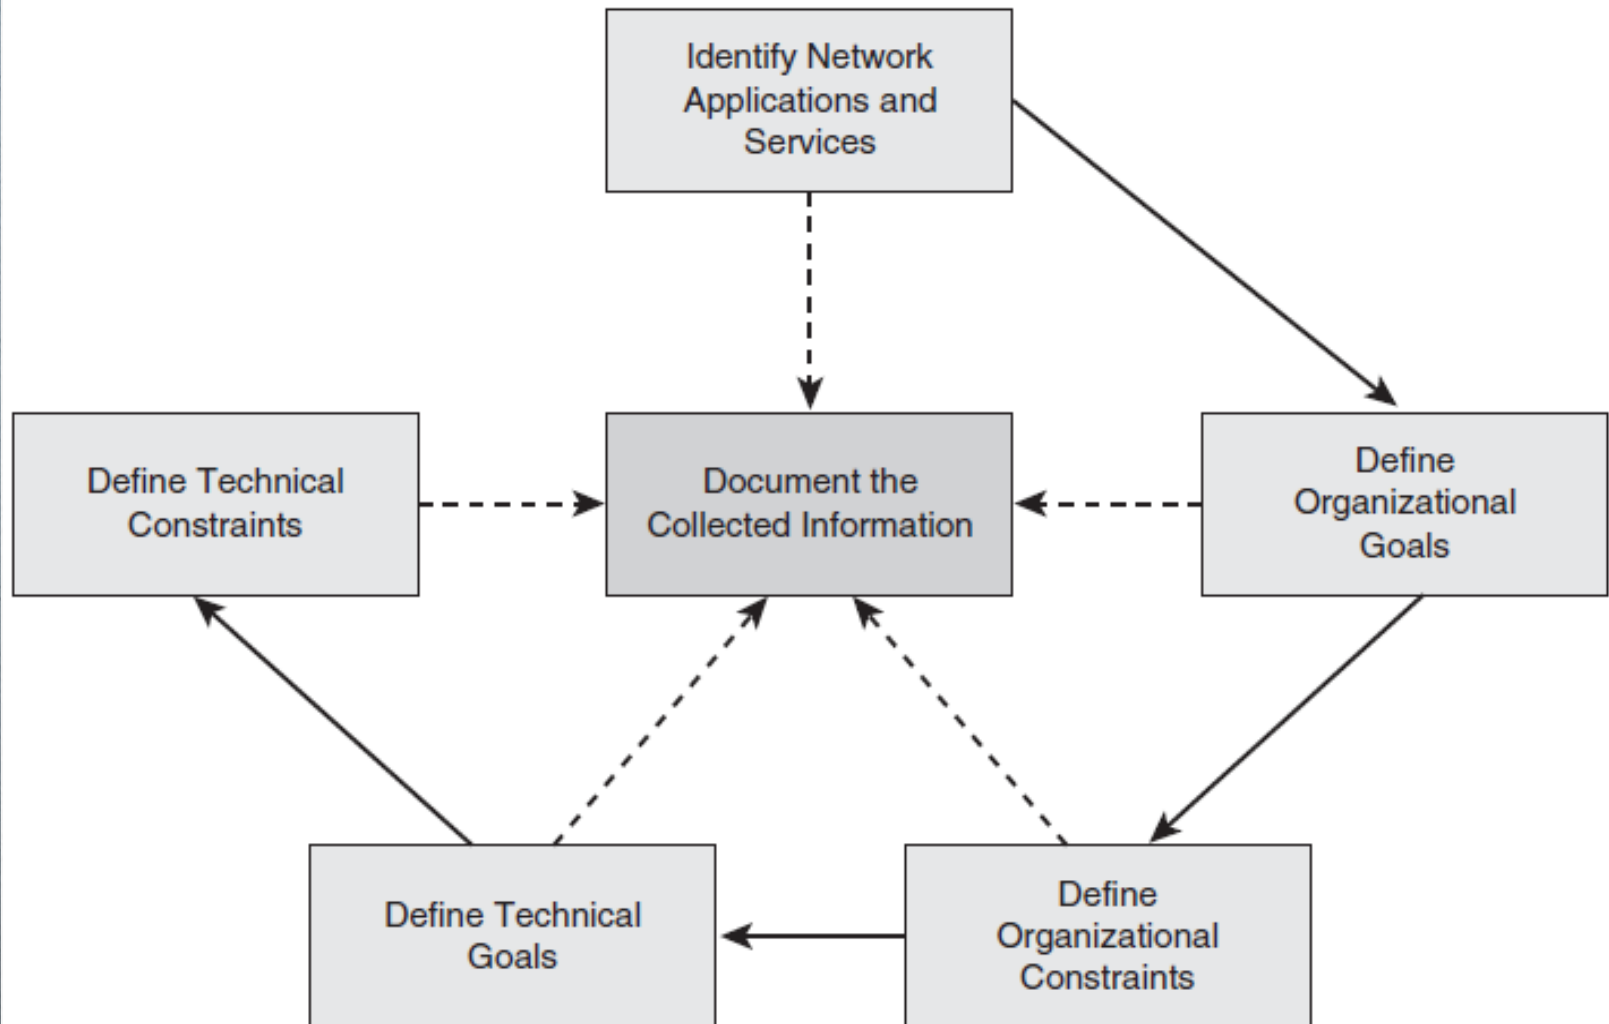 Identify Network
Applications and
Services
Define Technical
Constraints
Document the
Collected Information
Define
Organizational
Goals
Define Technical
Goals
Define
Organizational
Constraints